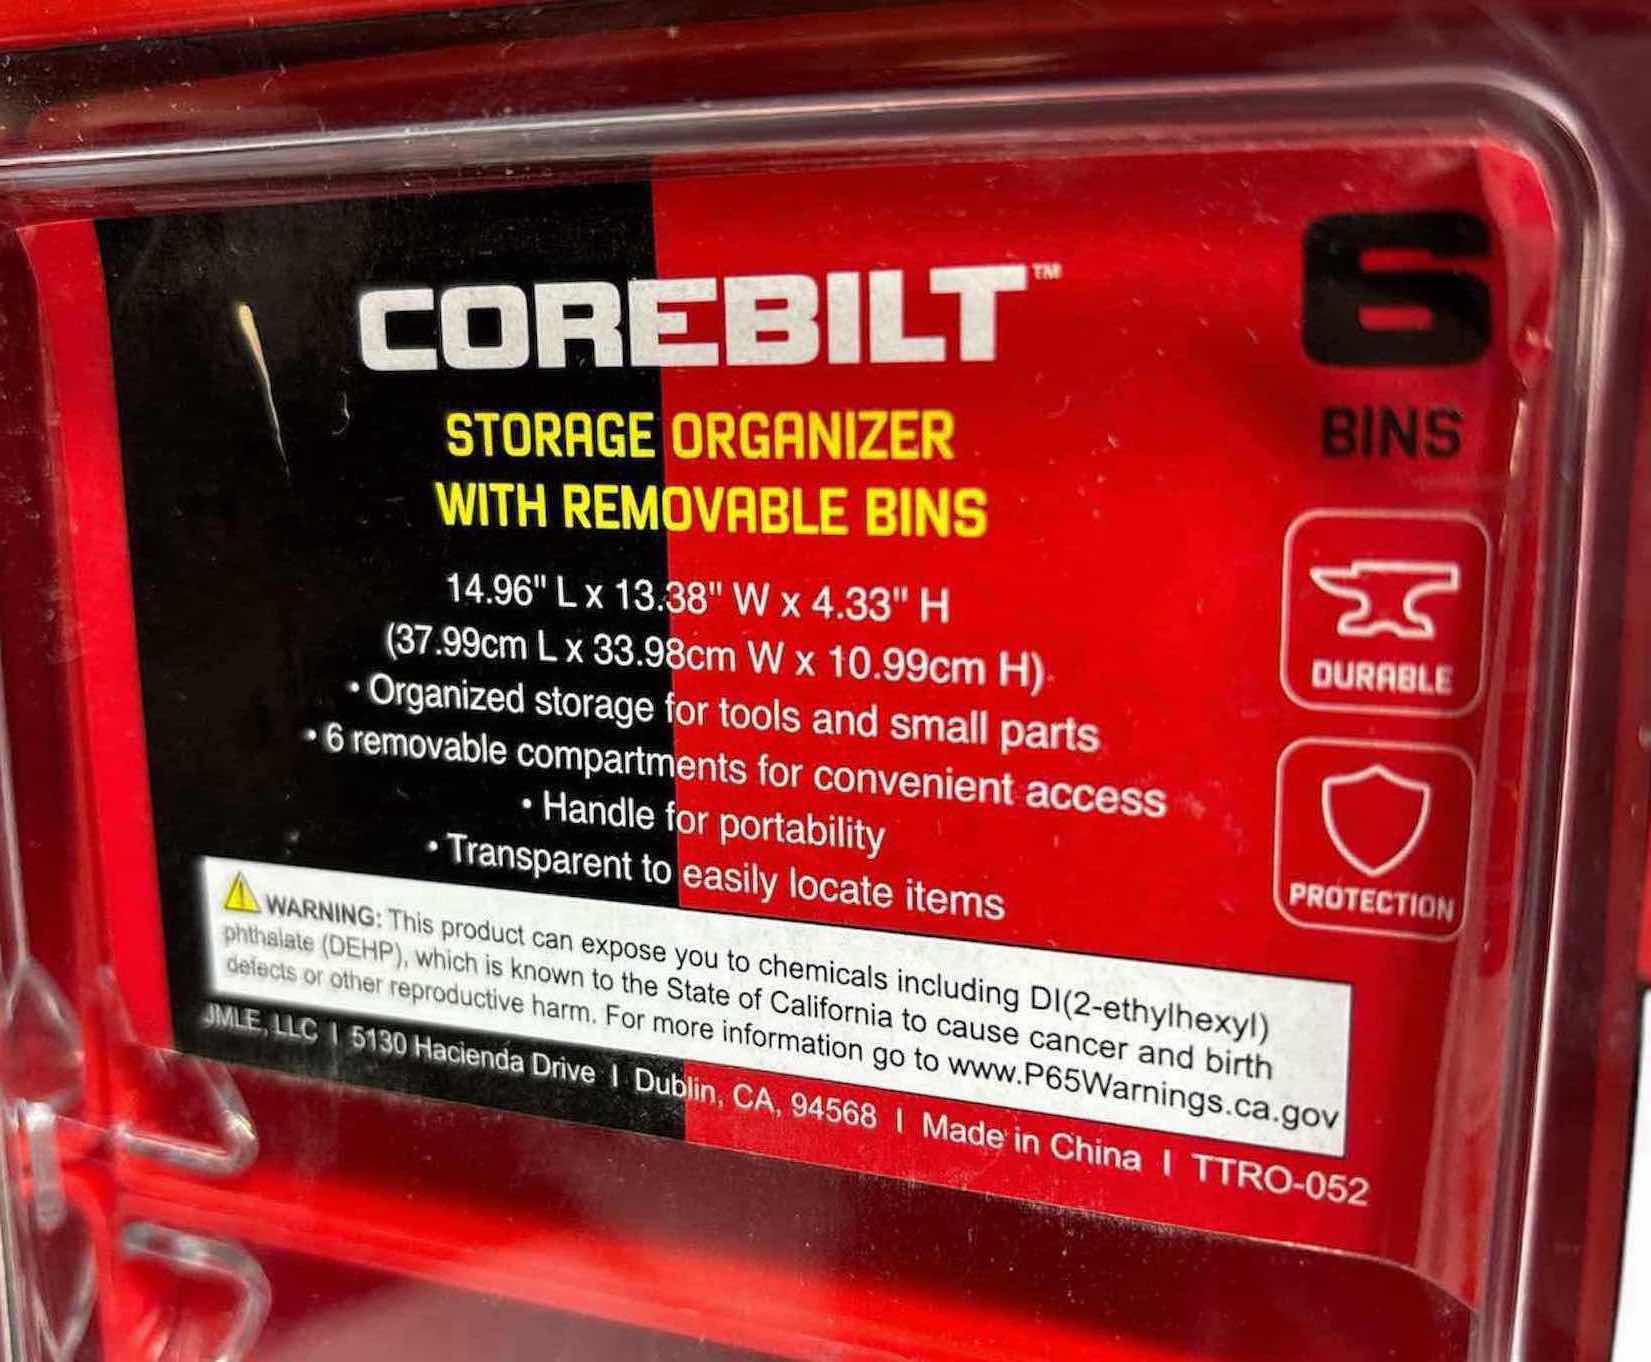 COREBILT™
STORAGE ORGANIZER
WITH REMOVABLE BINS
14.96" L x 13.38" W x 4.33" H
(37.99cm L x 33.98cm W x 10.99cm H)
• Organized storage for tools and small parts
• 6 removable compartments for convenient access
• Handle for portability
• Transparent to easily locate items
6
BINS
DURABLE
PROTECTION
WARNING: This product can expose you to chemicals including DI(2-ethylhexyl)
phthalate (DEHP), which is known to the State of California to cause cancer and birth
defects or other reproductive harm. For more information go to www.P65Warnings.ca.gov
JMLE, LLC | 5130 Hacienda Drive | Dublin, CA, 94568 | Made in China | TTRO-052